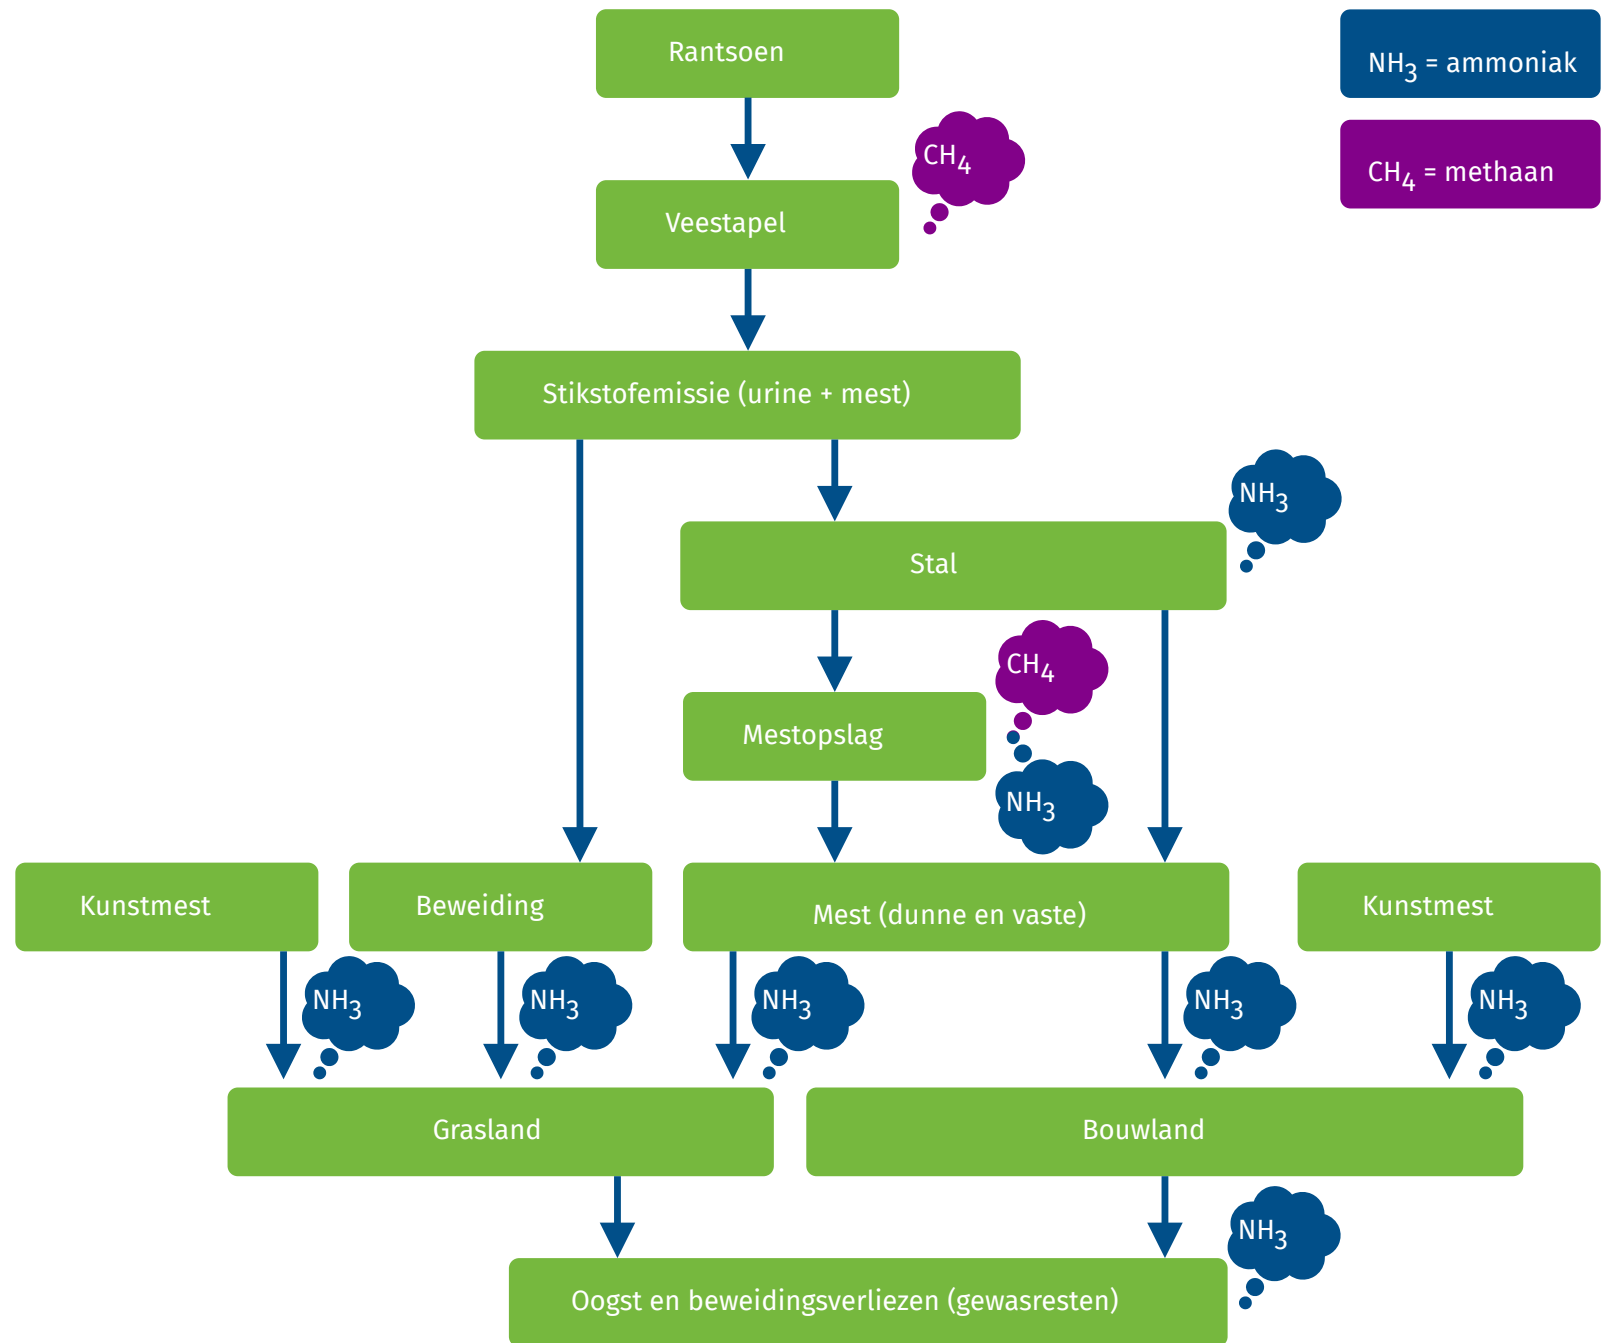 Rantsoen
NH3 = ammoniak
CH4
CH4 = methaan
Veestapel
Stikstofemissie (urine + mest)
NH3
Stal
CH4
Mestopslag
NH3
Kunstmest
Beweiding
Mest (dunne en vaste)
Kunstmest
NH3
NH3
NH3
NH3
NH3
Grasland
Bouwland
NH3
Oogst en beweidingsverliezen (gewasresten)